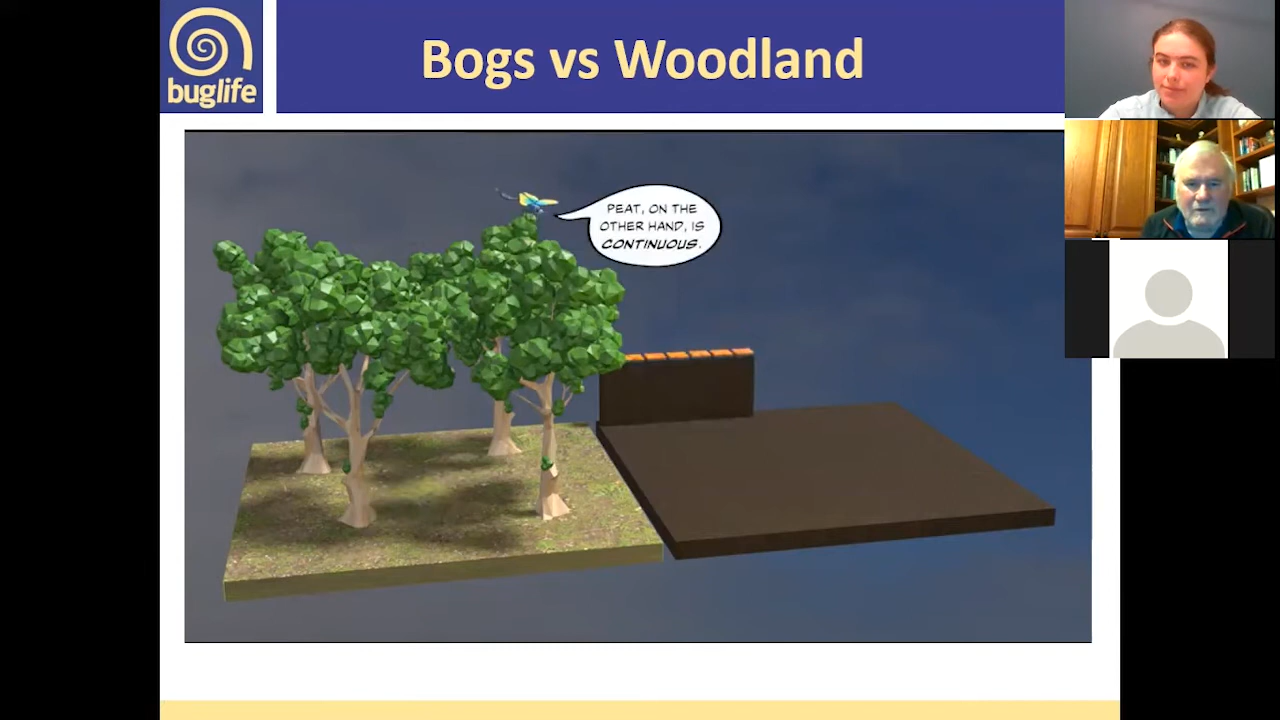 buglife
Bogs vs Woodland
PEAT, ON THE
OTHER HAND, IS
CONTINUOUS.